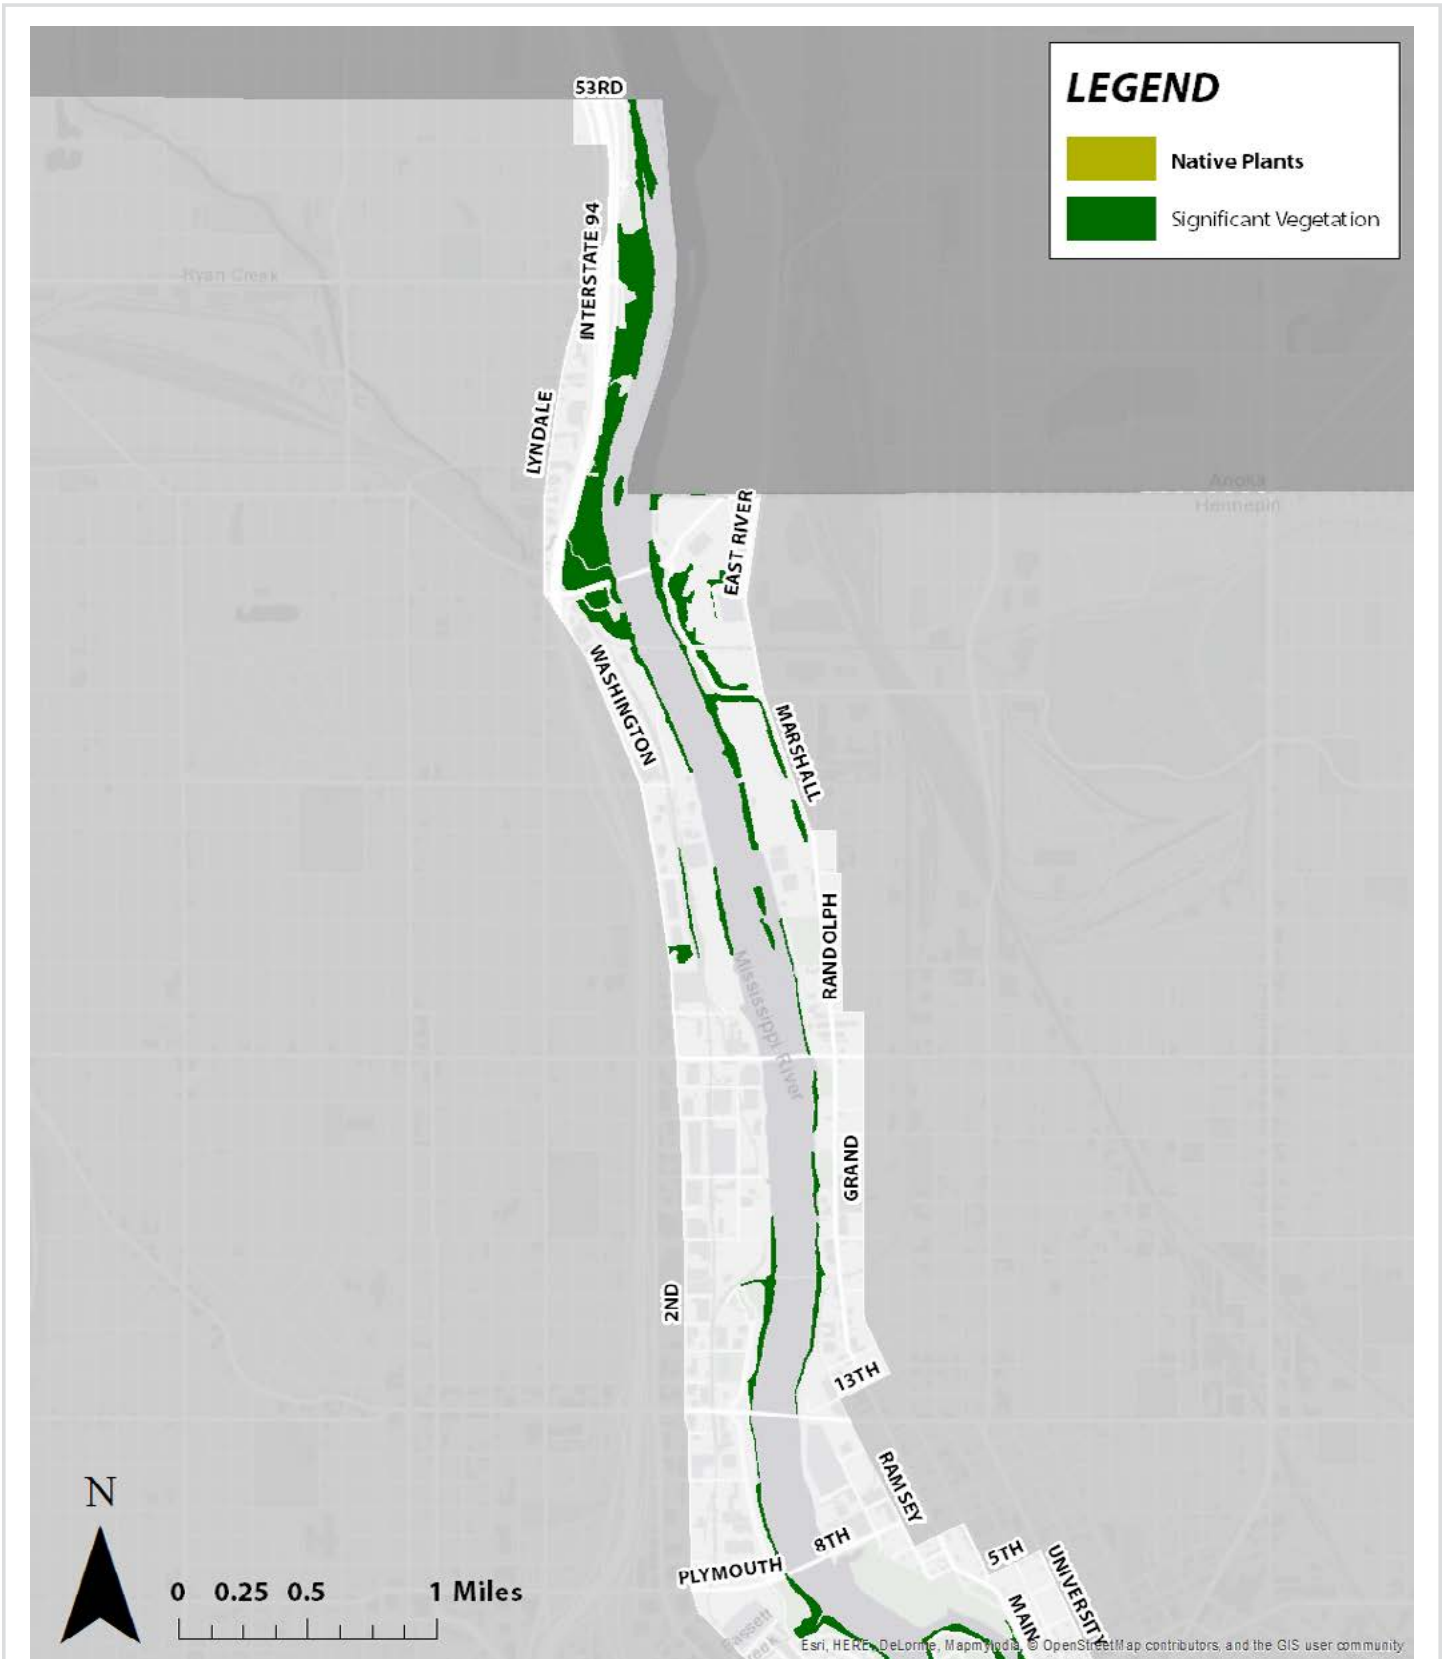 53RD
LEGEND
Native Plants
Significant Vegetation
INTERSTATE 94
Ryan Creek
LYNDALE
Anoka
Hennepin
EAST RIVER
WASHINGTON
MARSHALL
RANDOLPH
Mississippi River
GRAND
2ND
13TH
RAMSEY
8TH
5TH
UNIVERSITY
PLYMOUTH
MAIN
Bassett
N
0 0.25 0.5 1 Miles
Esri, HERE, DeLorme, MapmyIndia, © OpenStreetMap contributors, and the GIS user community